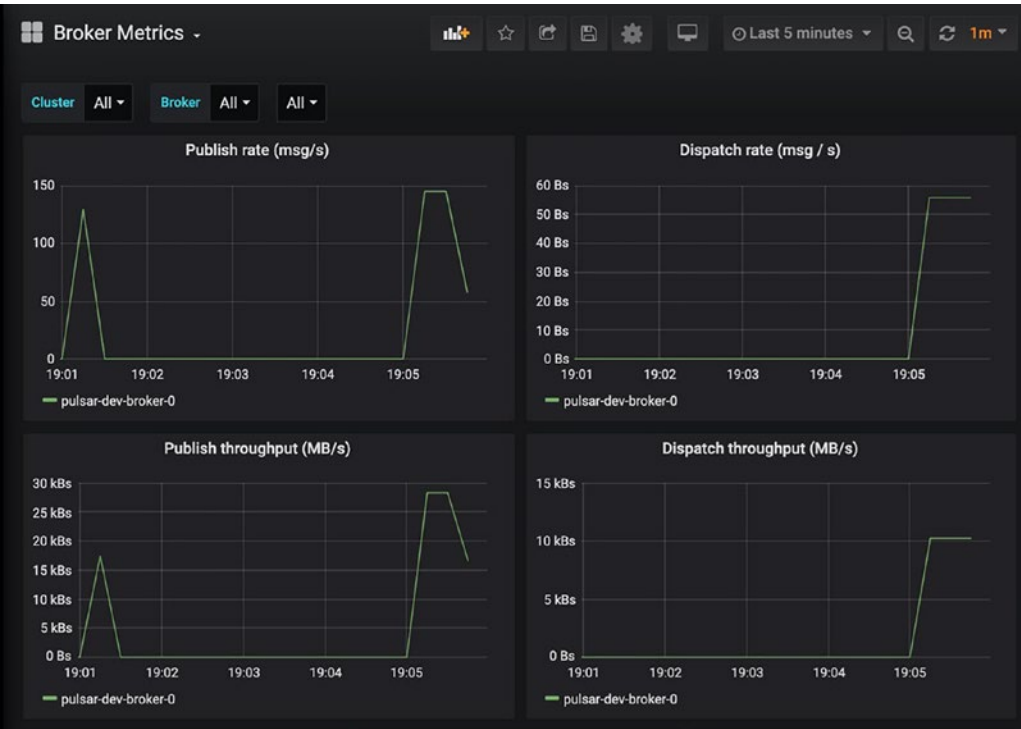 Broker Metrics
Last 5 minutes
1m
Cluster All Broker All All
Publish rate (msg/s)
150
100
50
0
19:01 19:02 19:03 19:04 19:05
pulsar-dev-broker-0
Dispatch rate (msg / s)
60 Bs
50 Bs
40 Bs
30 Bs
20 Bs
10 Bs
0 Bs
19:01 19:02 19:03 19:04 19:05
pulsar-dev-broker-0
Publish throughput (MB/s)
30 kBs
25 kBs
20 kBs
15 kBs
10 kBs
5 kBs
0 Bs
19:01 19:02 19:03 19:04 19:05
pulsar-dev-broker-0
Dispatch throughput (MB/s)
15 kBs
10 kBs
5 kBs
0 Bs
19:01 19:02 19:03 19:04 19:05
pulsar-dev-broker-0